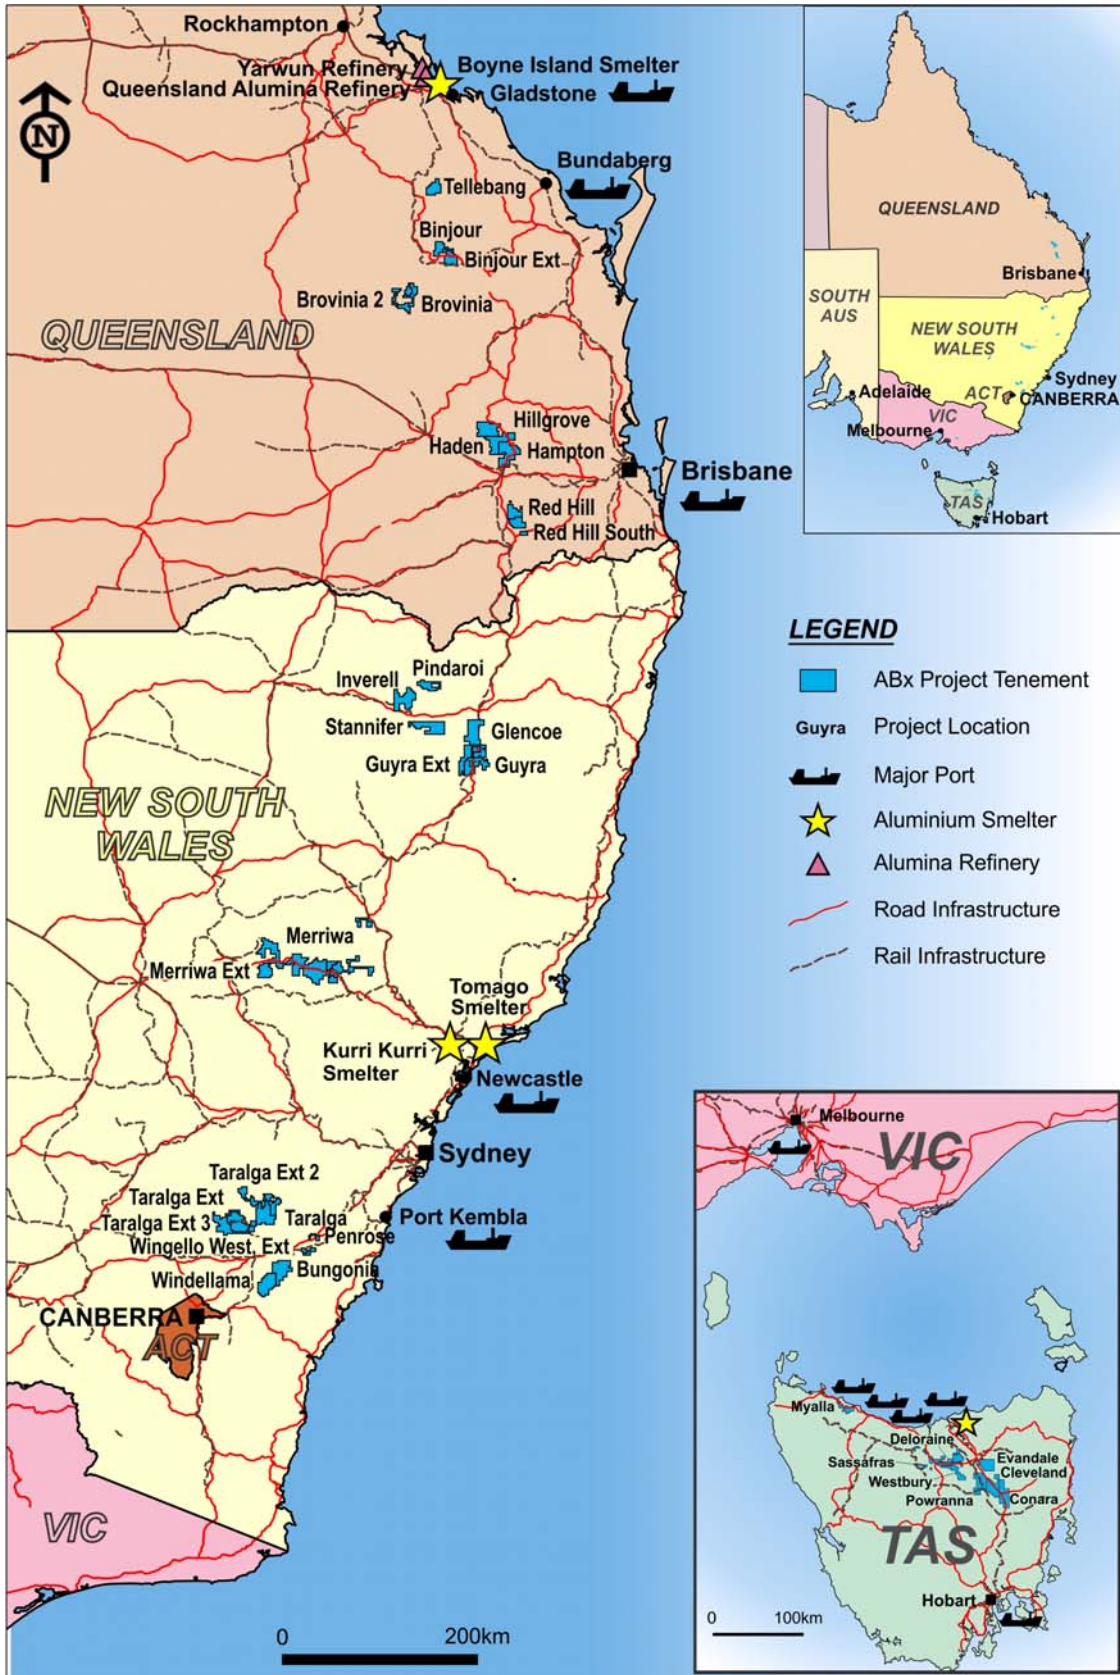 Rockhampton
Yarwun Refinery
Queensland Alumina Refinery
Boyne Island Smelter
Gladstone
N
Bundaberg
Tellebang
Binjour
Binjour Ext
Brovinia 2
Brovinia
QUEENSLAND
Hillgrove
Haden
Hampton
Brisbane
Red Hill
Red Hill South
Pindaroi
Inverell
Stannifer
Glencoe
Guyra Ext
Guyra
NEW SOUTH
WALES
Merriwa
Merriwa Ext
Tomago
Smelter
Kurri Kurri
Smelter
Newcastle
Sydney
Taralga Ext 2
Taralga Ext
Taralga Ext 3
Taralga
Port Kembla
Penrose
Wingello West, Ext
Bungonia
Windellama
CANBERRA
ACT
VIC
0
200km
QUEENSLAND
Brisbane
SOUTH
AUS
NEW SOUTH
WALES
Sydney
ACT
CANBERRA
Adelaide
VIC
Melbourne
TAS
Hobart
LEGEND
ABx Project Tenement
Guyra
Project Location
Major Port
Aluminium Smelter
Alumina Refinery
Road Infrastructure
Rail Infrastructure
Melbourne
VIC
Myalla
Deloraine
Sassafras
Evandale
Cleveland
Westbury
Powranna
Conara
TAS
Hobart
0
100km